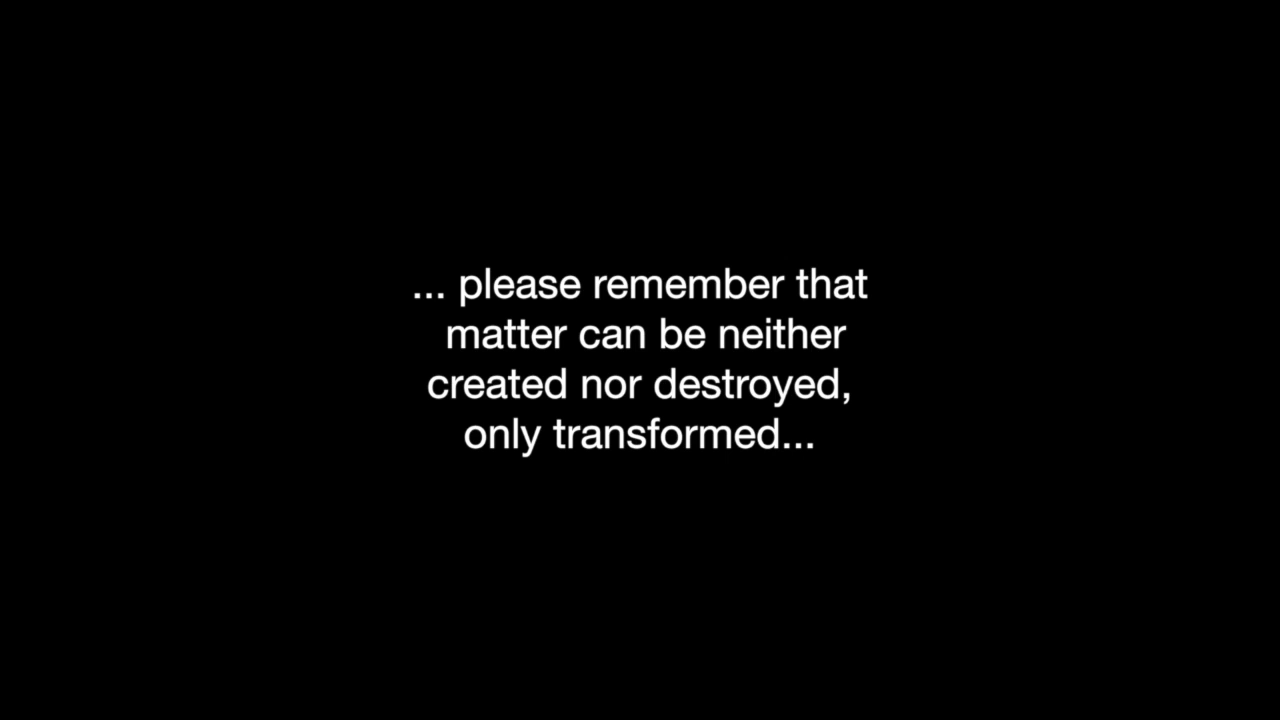 ... please remember that
matter can be neither
created nor destroyed,
only transformed...